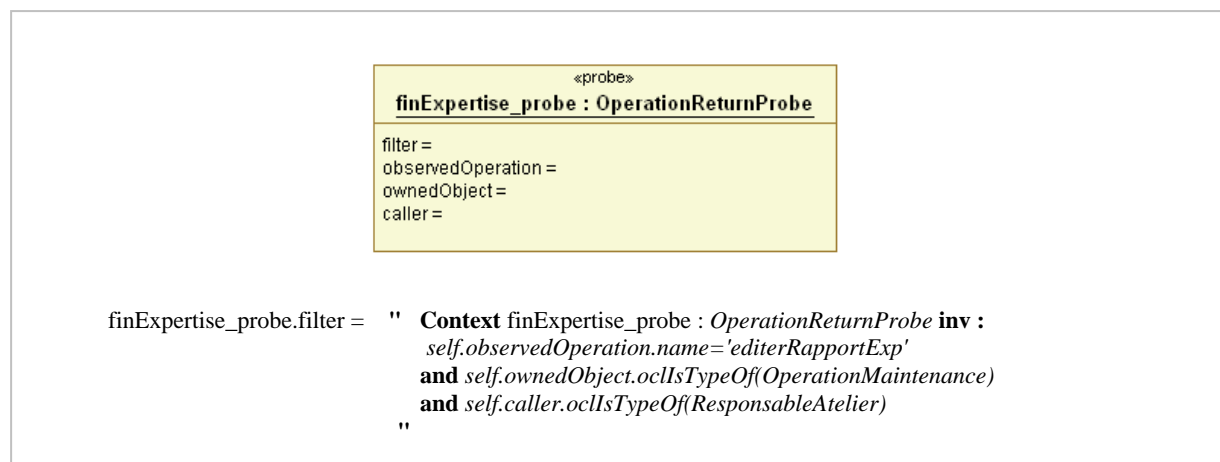 «probe»
finExpertise_probe : OperationReturnProbe
filter =
observedOperation =
ownedObject =
caller =
finExpertise_probe.filter = " Context finExpertise_probe : OperationReturnProbe inv :
self.observedOperation.name='editerRapportExp'
and self.ownedObject.oclIsTypeOf(OperationMaintenance)
and self.caller.oclIsTypeOf(ResponsableAtelier)
"